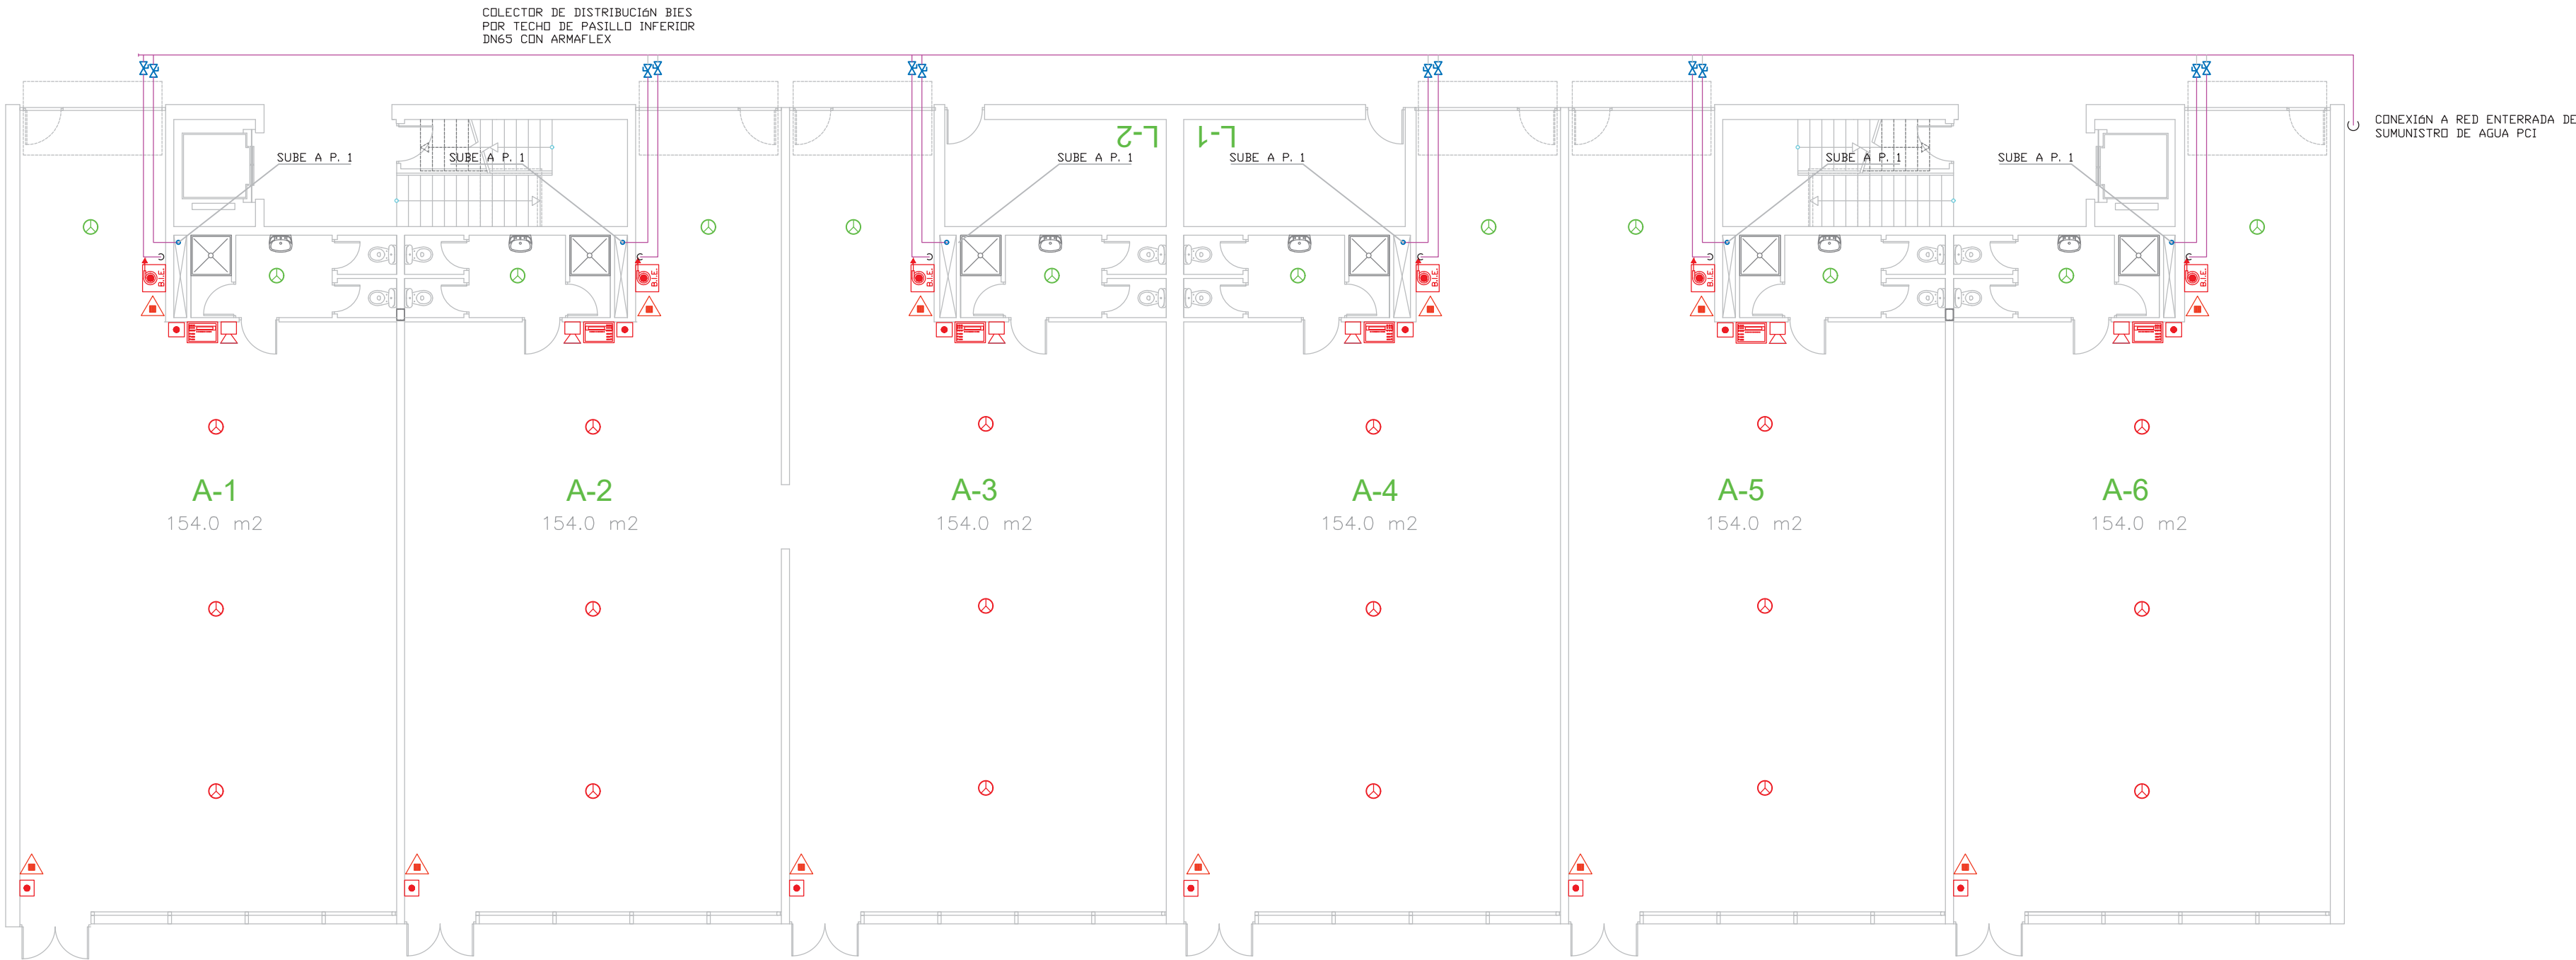 COLECTOR DE DISTRIBUCIóN BIES
POR TECHO DE PASILLO INFERIOR
DN65 CON ARMAFLEX
CONEXIóN A RED ENTERRADA DE
SUMUNISTRO DE AGUA PCI
L-2
L-1
SUBE A P. 1
SUBE A P. 1
SUBE A P. 1
SUBE A P. 1
SUBE A P. 1
SUBE A P. 1
B.I.E.
B.I.E.
B.I.E.
B.I.E.
B.I.E.
B.I.E.
A-1
A-2
A-3
A-4
A-5
A-6
154.0 m2
154.0 m2
154.0 m2
154.0 m2
154.0 m2
154.0 m2